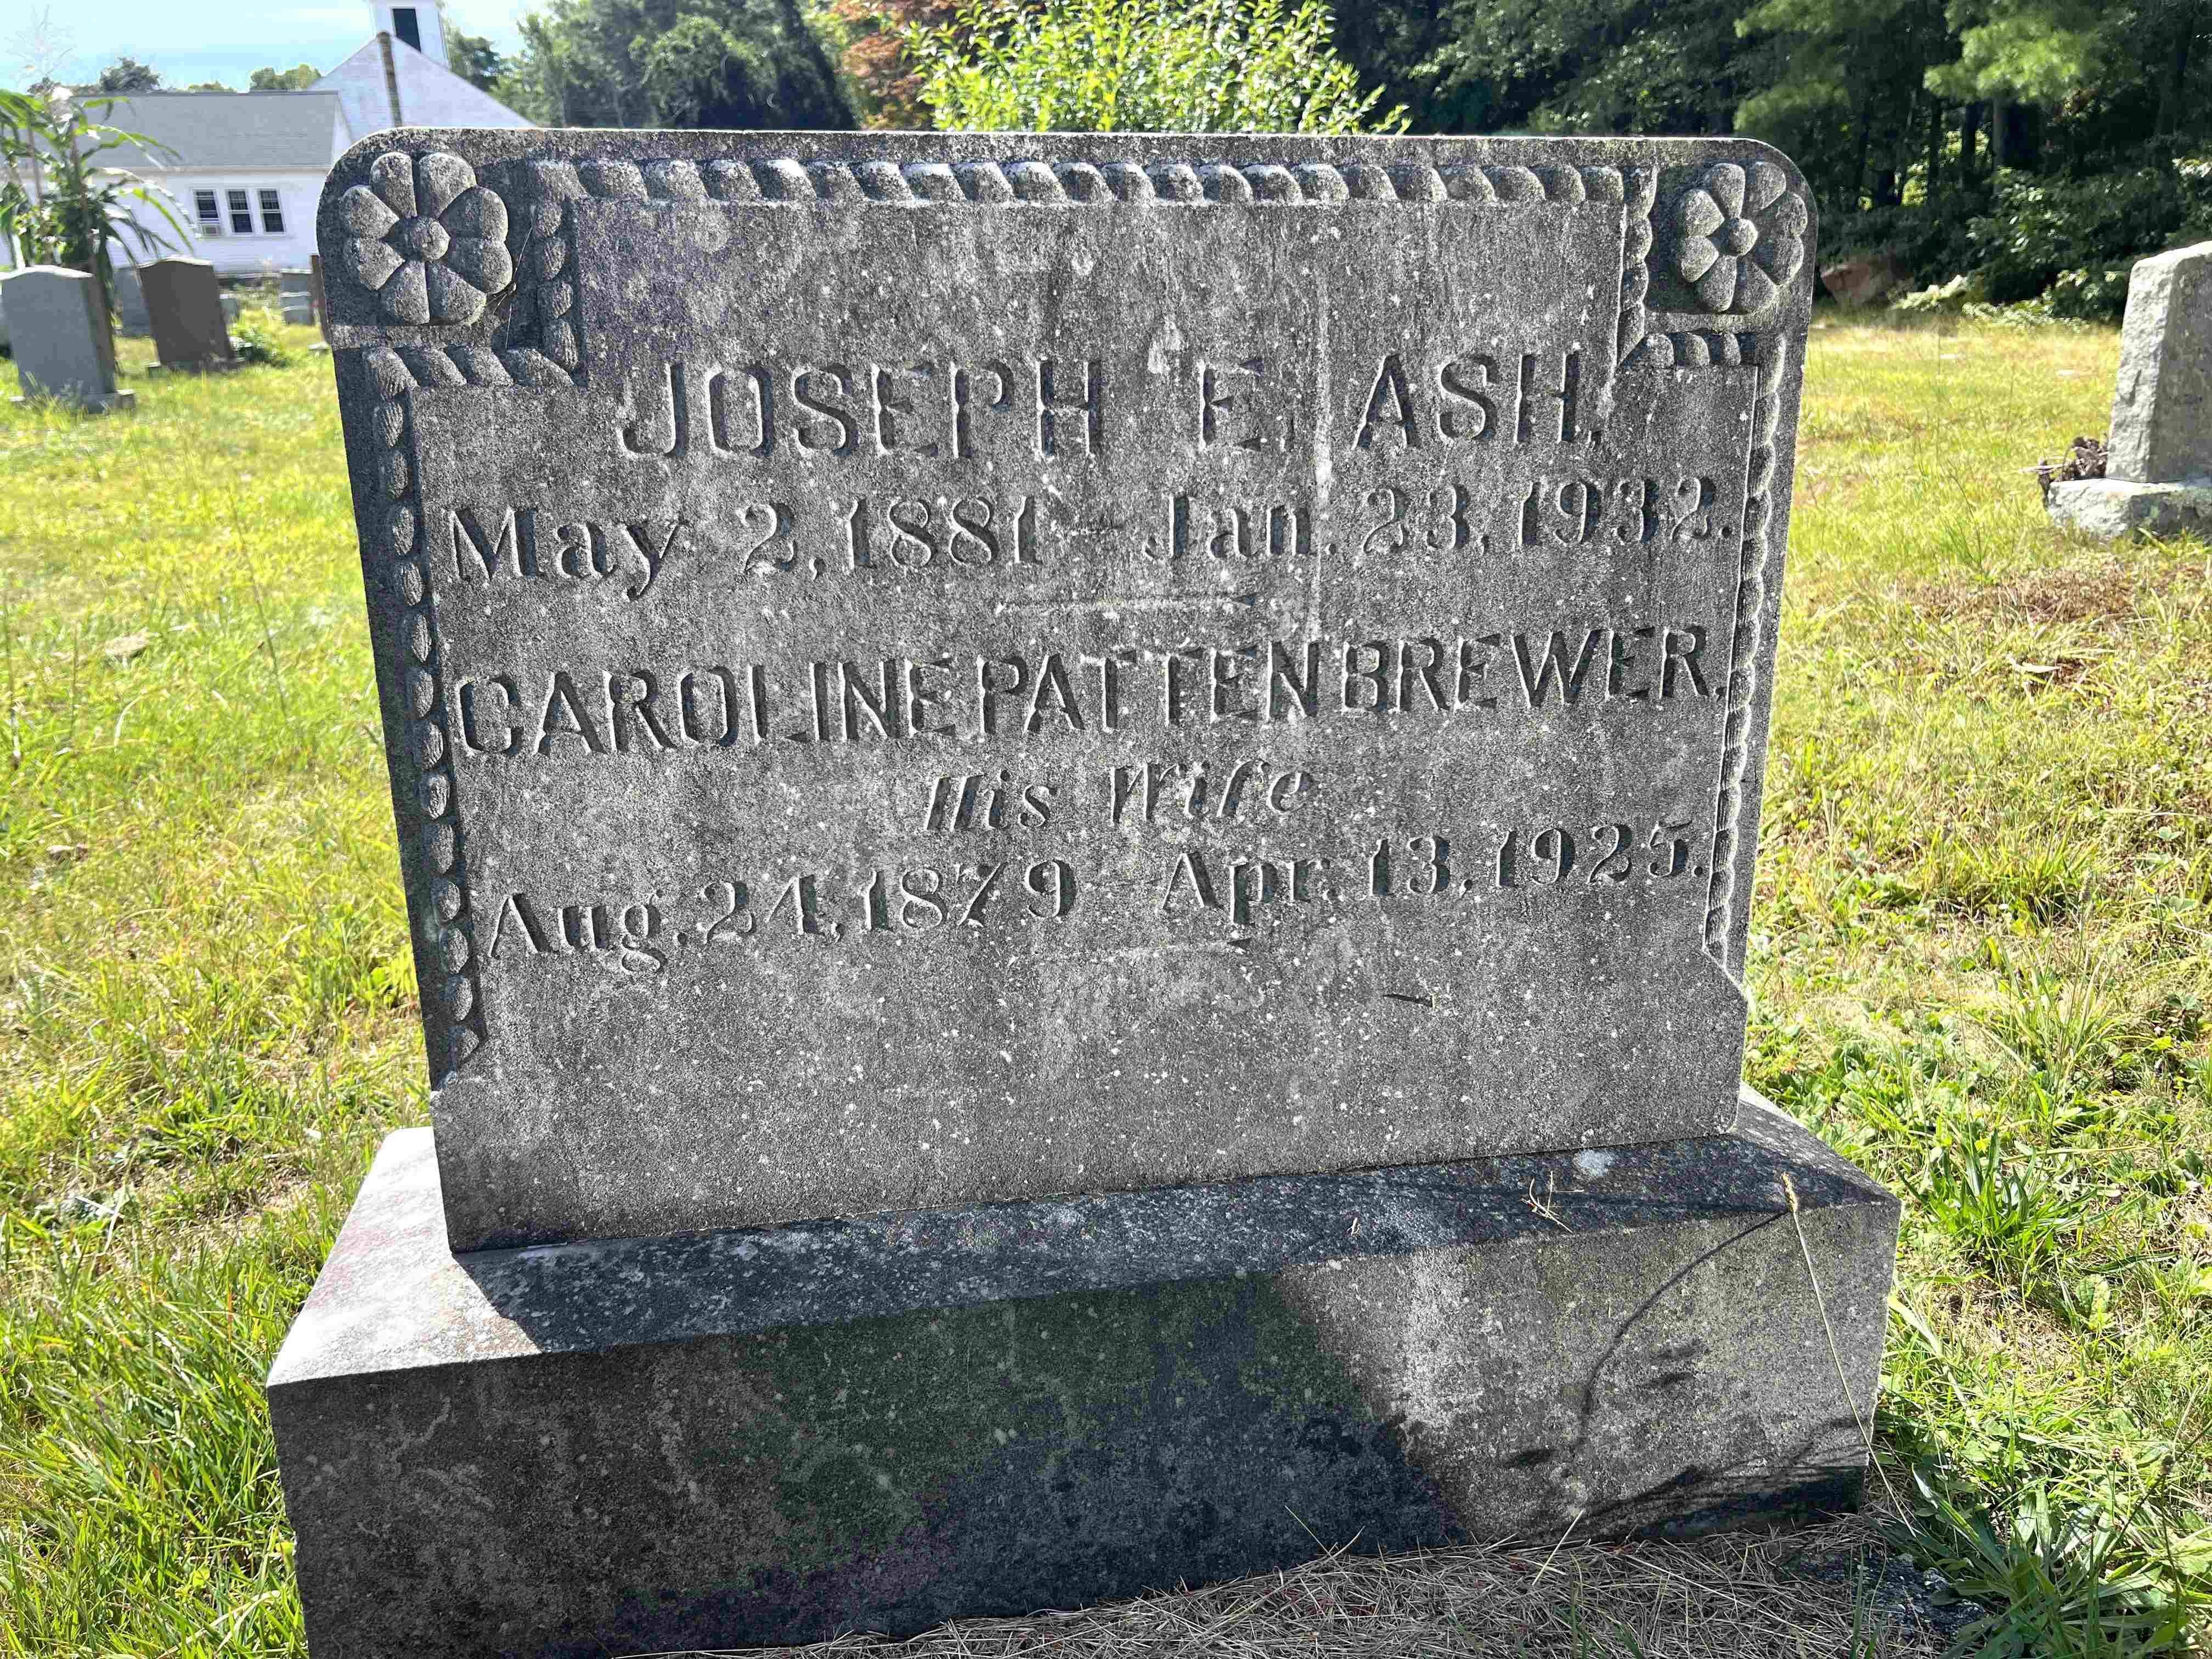 JOSEPH E. ASH,
May 2, 1881 - Jan. 23, 1932.
CAROLINE PATTEN BREWER,
His Wife
Aug. 24, 1879 - Apr. 13, 1925.